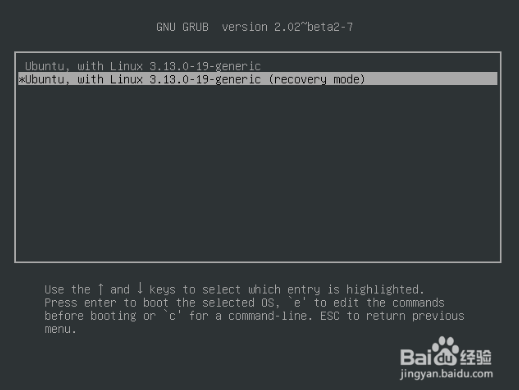 GNU GRUB  version 2.02~beta2-7
Ubuntu, with Linux 3.13.0-19-generic
*Ubuntu, with Linux 3.13.0-19-generic (recovery mode)
Use the ↑ and ↓ keys to select which entry is highlighted.
Press enter to boot the selected OS, `e' to edit the commands
before booting or `c' for a command-line. ESC to return previous
menu.
Baidu经验
jingyan.baidu.com